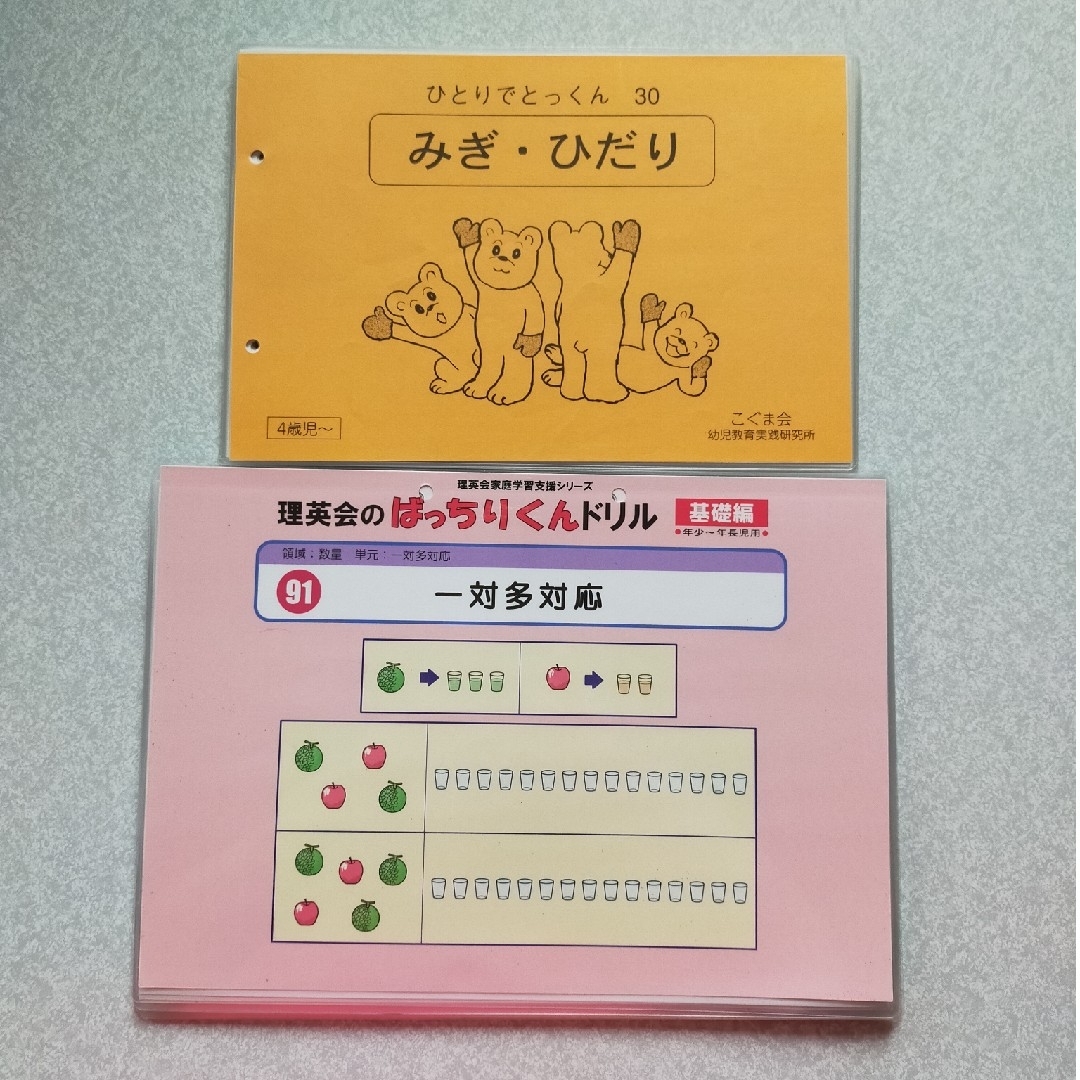 ひとりでとっくん 30
みぎ・ひだり
4歳児～
こぐま会
幼児教育実践研究所
理英会家庭学習支援シリーズ
理英会のばっちりくんドリル 基礎編
●年少～年長児用●
領域：数量 単元：一対多対応
91 一対多対応